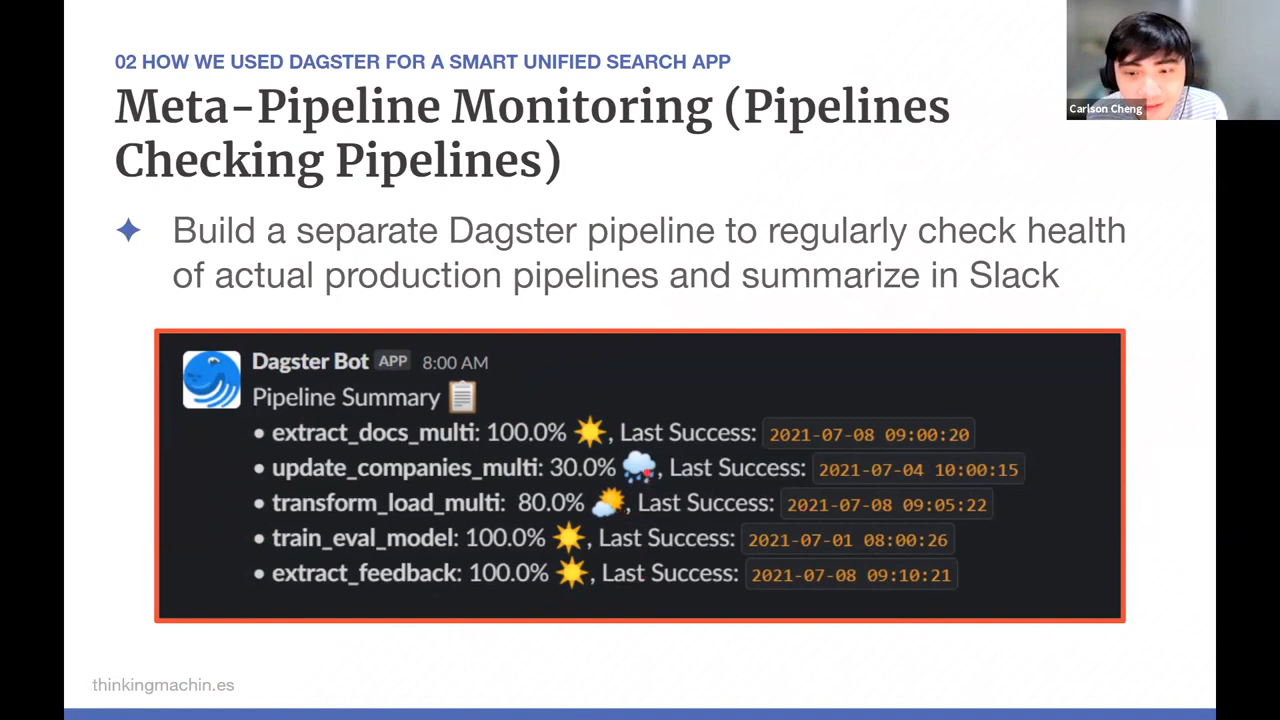 02 HOW WE USED DAGSTER FOR A SMART UNIFIED SEARCH APP
Carlson Cheng
Meta-Pipeline Monitoring (Pipelines
Checking Pipelines)
Build a separate Dagster pipeline to regularly check health
of actual production pipelines and summarize in Slack
Dagster Bot APP 8:00 AM
Pipeline Summary
• extract_docs_multi: 100.0% , Last Success: 2021-07-08 09:00:20
• update_companies_multi: 30.0% , Last Success: 2021-07-04 10:00:15
• transform_load_multi: 80.0% , Last Success: 2021-07-08 09:05:22
• train_eval_model: 100.0% , Last Success: 2021-07-01 08:00:26
• extract_feedback: 100.0% , Last Success: 2021-07-08 09:10:21
thinkingmachin.es